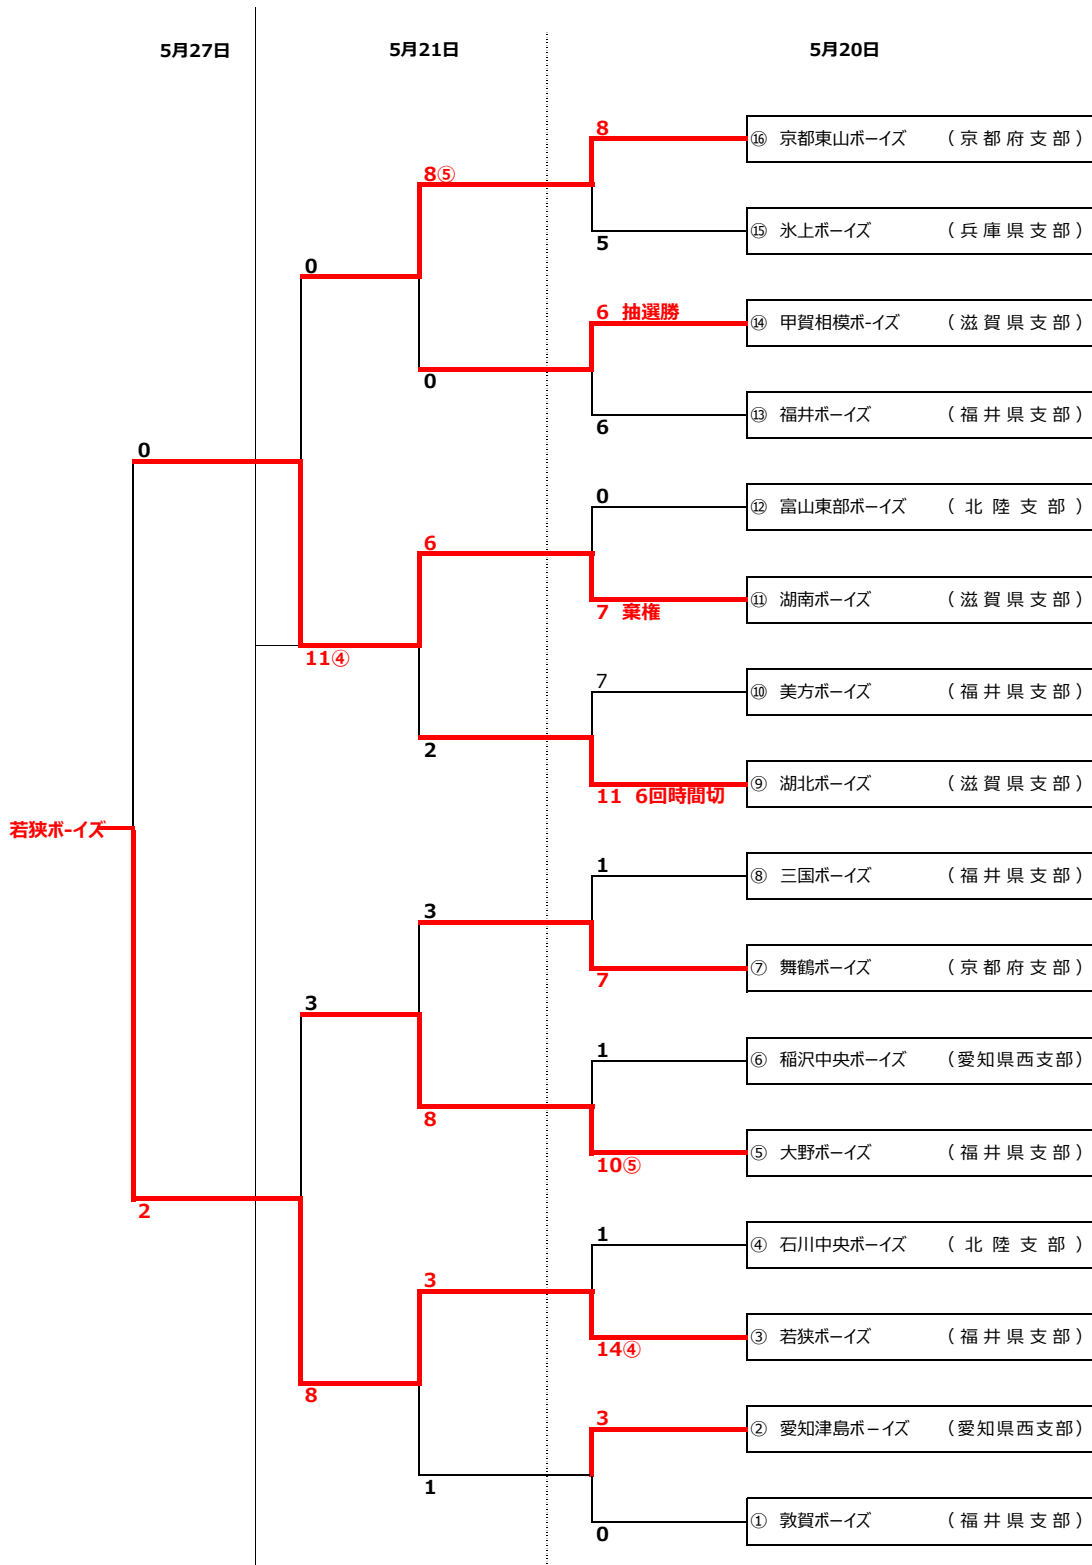 5月27日 5月21日 5月20日
8
⑯ 京都東山ボーイズ （京都府支部）
8⑤
⑮ 氷上ボーイズ （兵庫県支部）
5
0
6 抽選勝
⑭ 甲賀相模ボーイズ （滋賀県支部）
0
⑬ 福井ボーイズ （福井県支部）
6
0
0
⑫ 富山東部ボーイズ （北陸支部）
6
⑪ 湖南ボーイズ （滋賀県支部）
7 棄権
11④
7
⑩ 美方ボーイズ （福井県支部）
2
⑨ 湖北ボーイズ （滋賀県支部）
11 6回時間切
若狭ボーイズ
1
⑧ 三国ボーイズ （福井県支部）
3
⑦ 舞鶴ボーイズ （京都府支部）
7
3
1
⑥ 稲沢中央ボーイズ （愛知県西支部）
8
⑤ 大野ボーイズ （福井県支部）
10⑤
2
1
④ 石川中央ボーイズ （北陸支部）
3
③ 若狭ボーイズ （福井県支部）
14④
8
3
② 愛知津島ボーイズ （愛知県西支部）
1
① 敦賀ボーイズ （福井県支部）
0